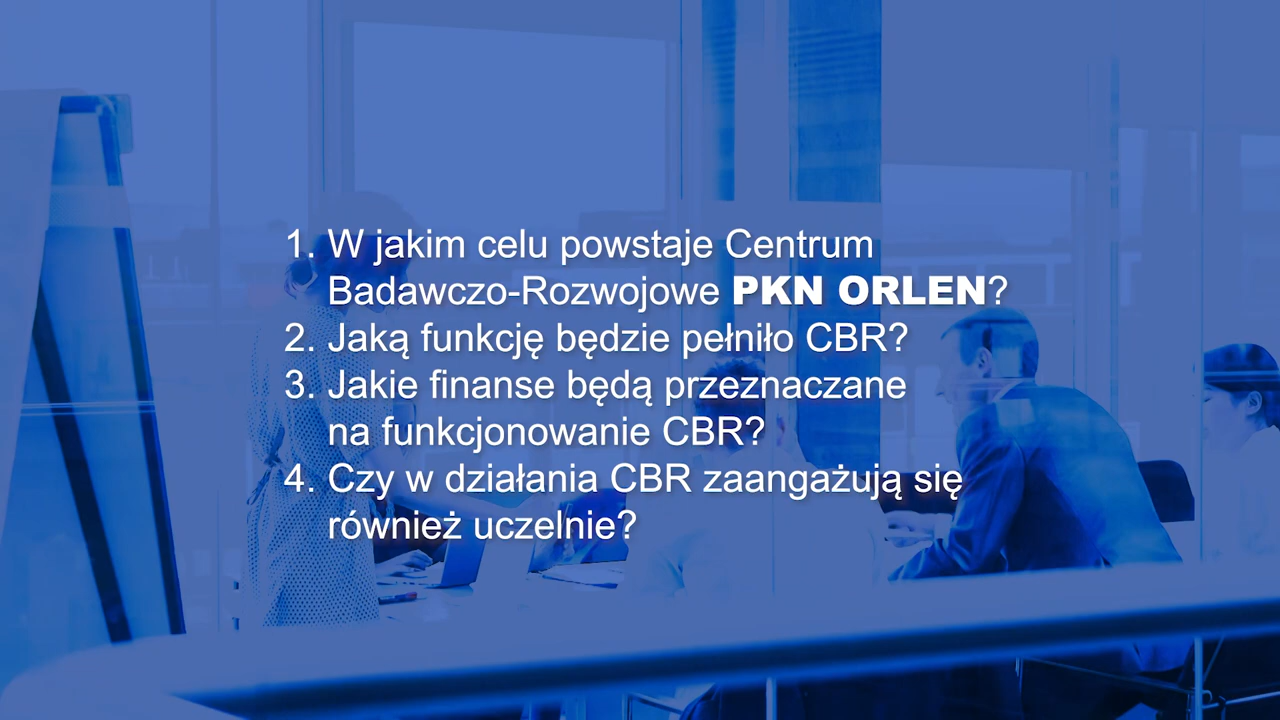 1. W jakim celu powstaje Centrum
Badawczo-Rozwojowe PKN ORLEN?
2. Jaką funkcję będzie pełniło CBR?
3. Jakie finanse będą przeznaczane
na funkcjonowanie CBR?
4. Czy w działania CBR zaangażują się
również uczelnie?